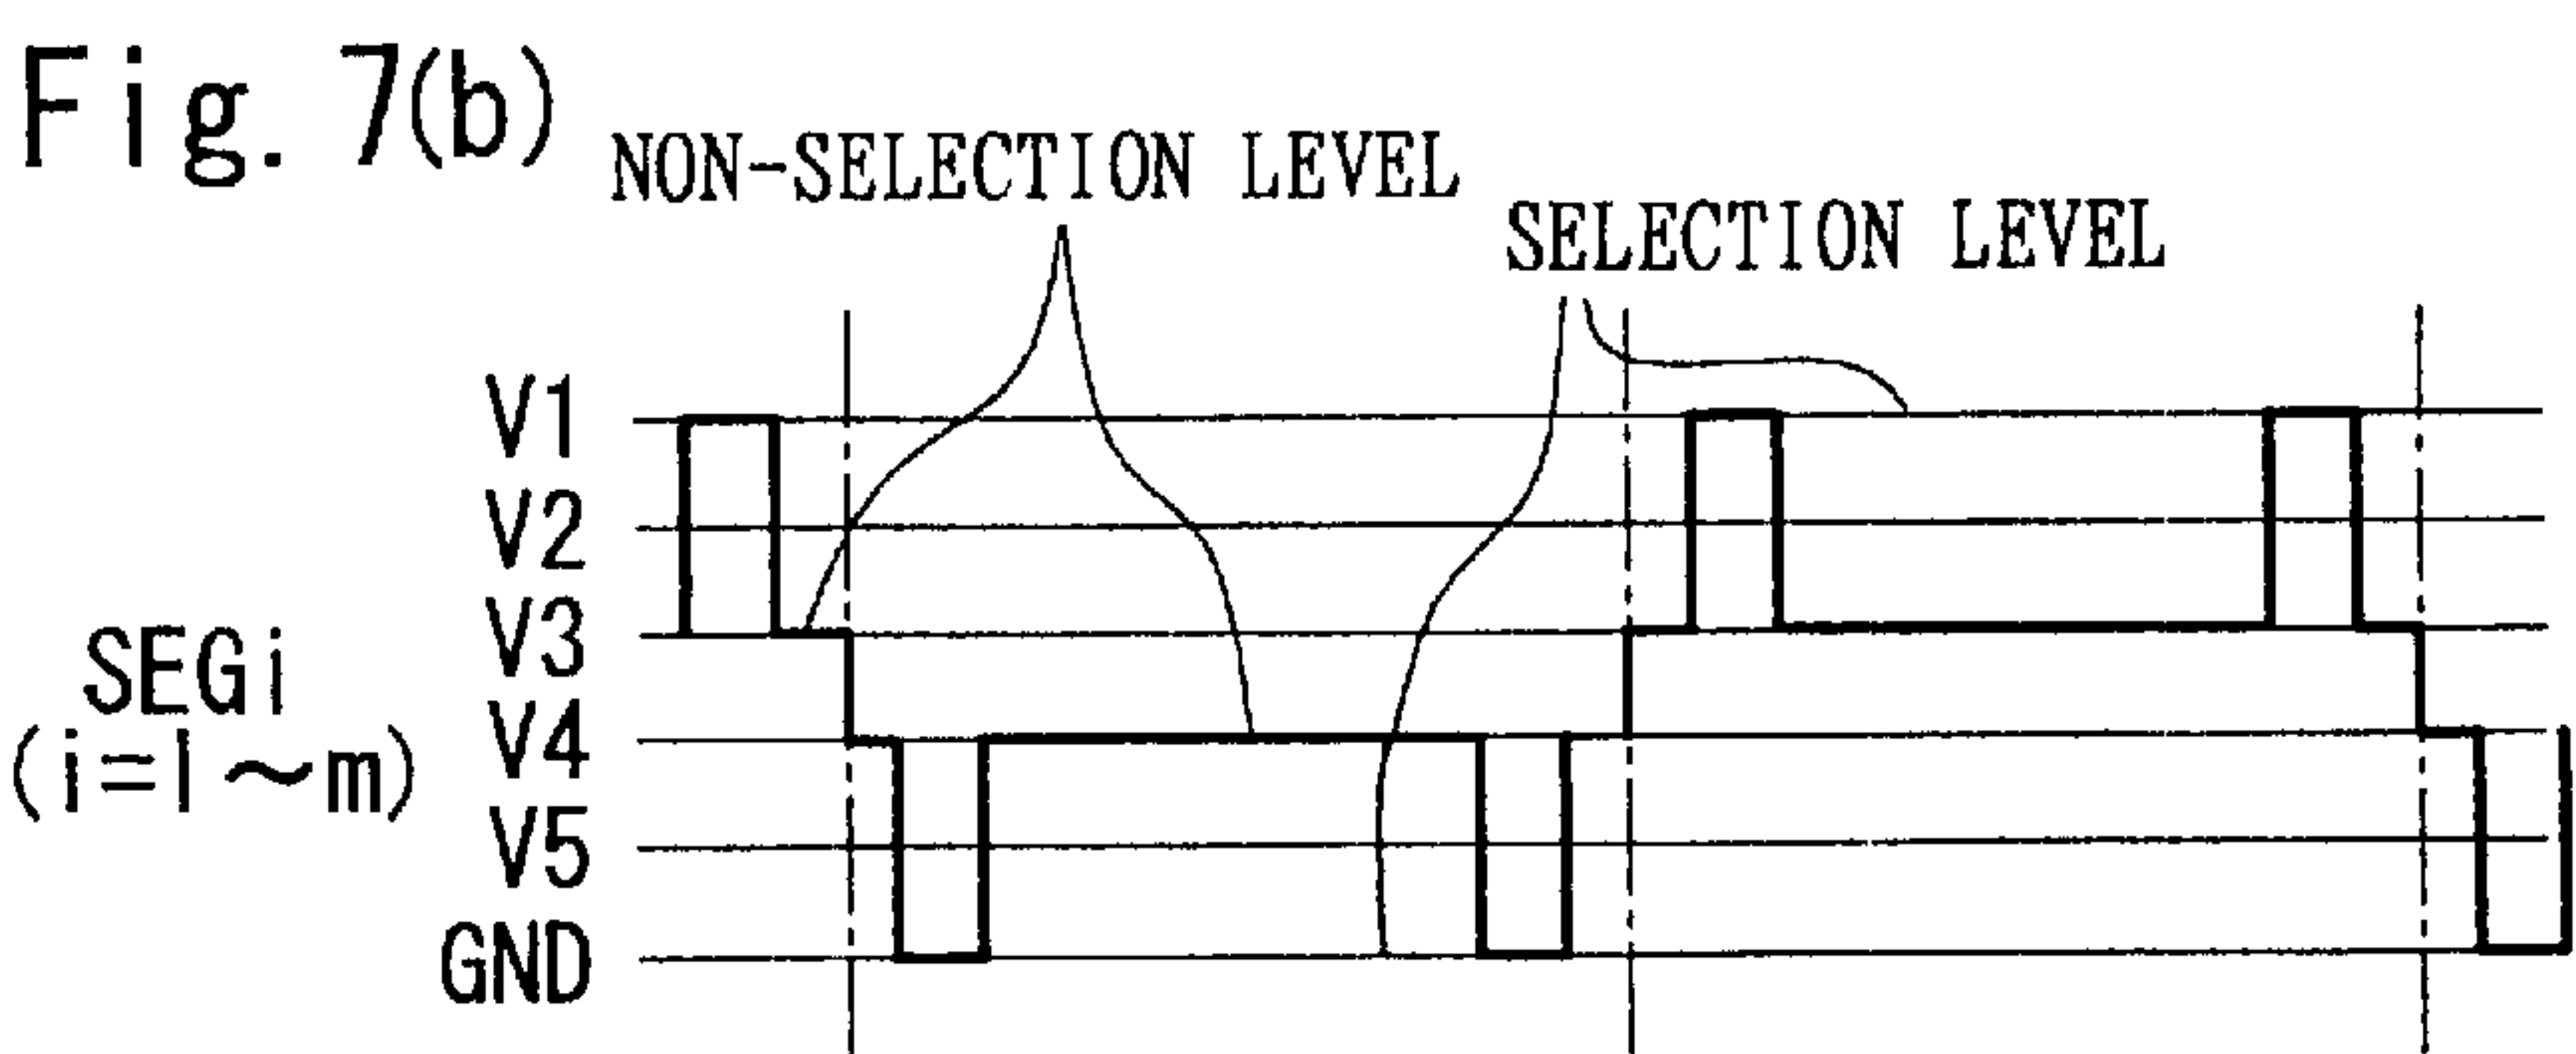 Fig. 7(b)
NON-SELECTION LEVEL
SELECTION LEVEL
V1
V2
V3
SEGi
V4
(i=1~m)
V5
GND